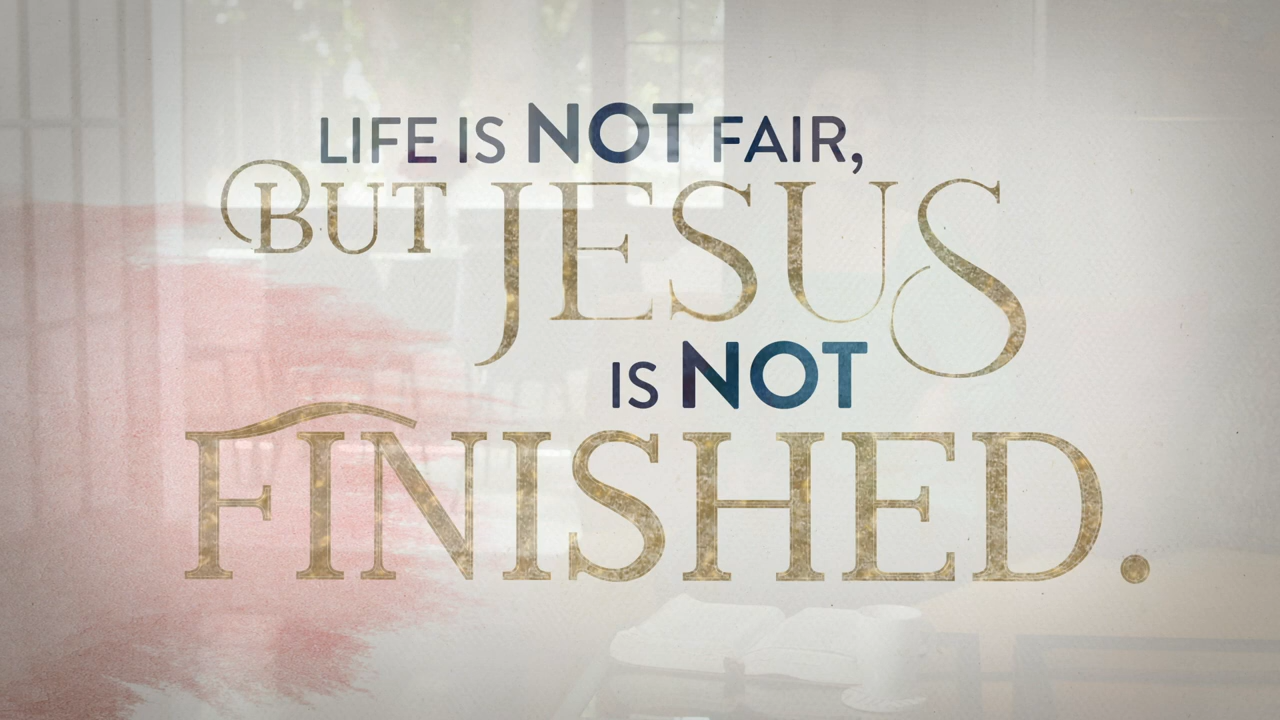 LIFE IS NOT FAIR,
BUT JESUS
IS NOT
FINISHED.